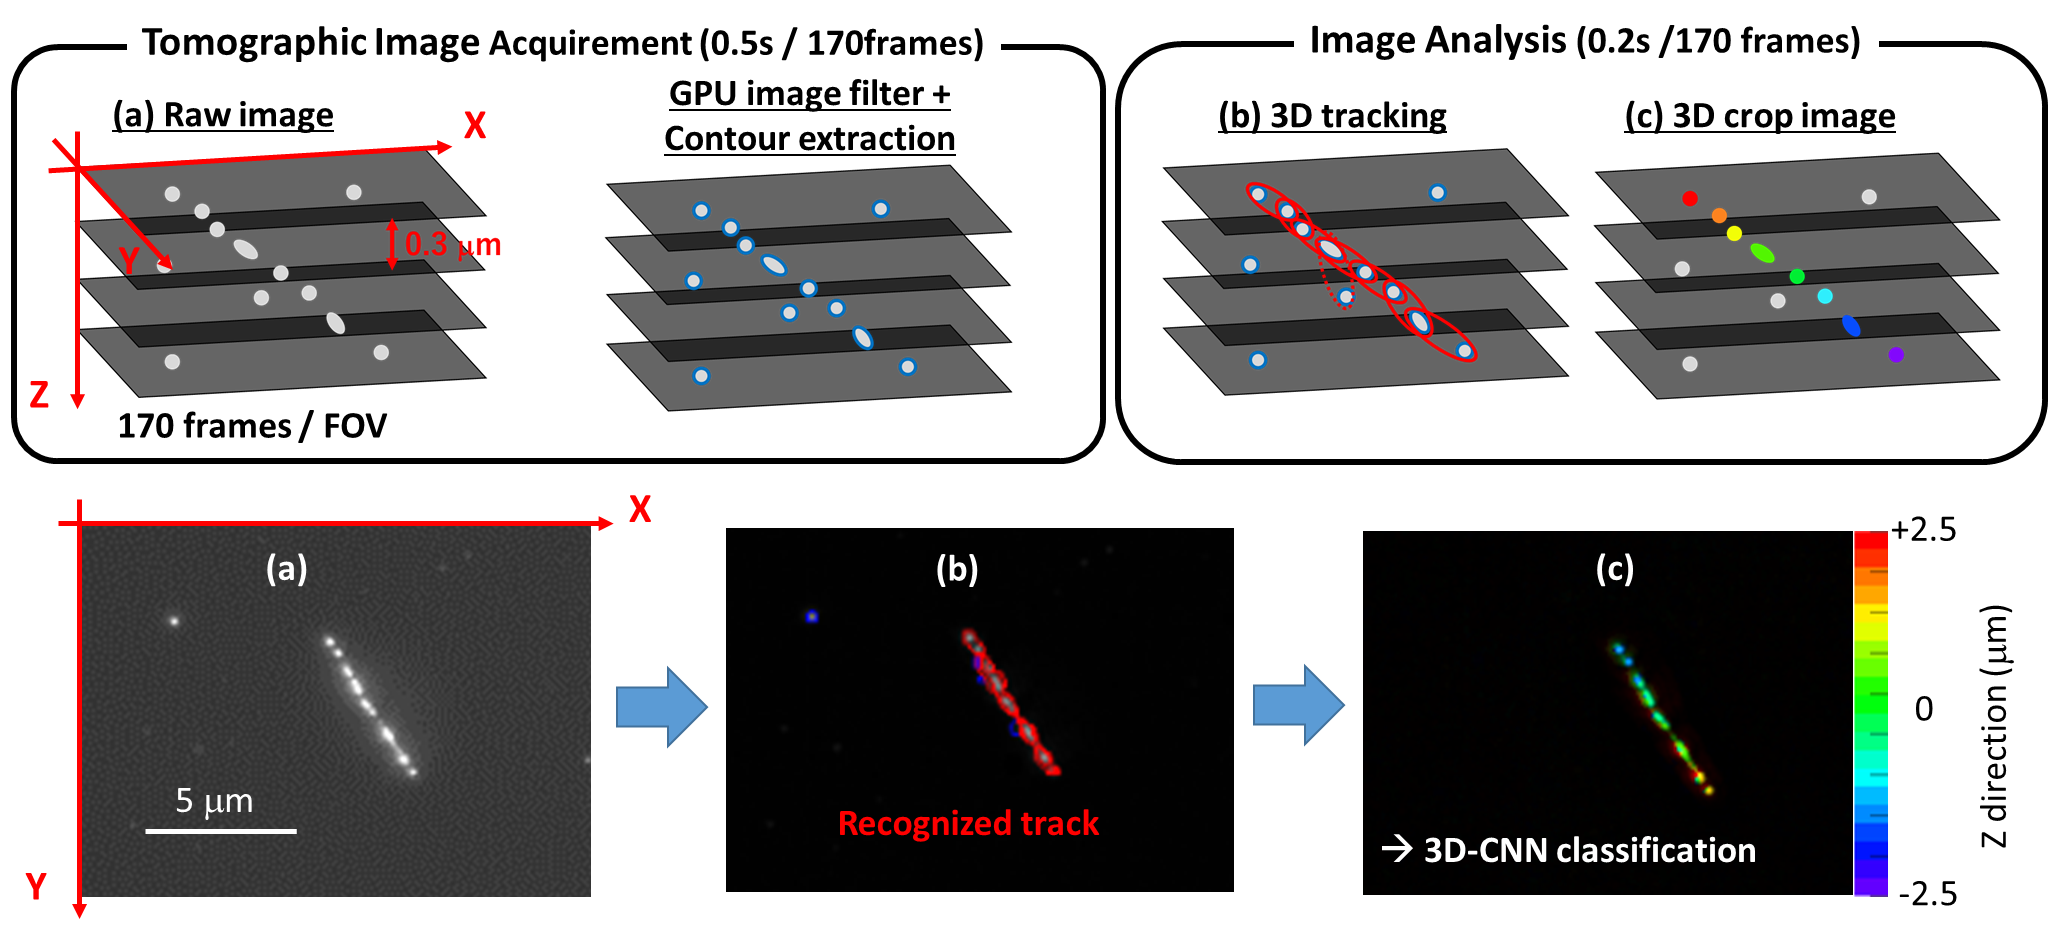 Tomographic Image Acquirement (0.5s / 170frames)
(a) Raw image
X
Y
Z
0.3 μm
170 frames / FOV
GPU image filter +
Contour extraction
Image Analysis (0.2s /170 frames)
(b) 3D tracking
(c) 3D crop image
X
Y
(a)
5 μm
(b)
Recognized track
(c)
→ 3D-CNN classification
+2.5
0
-2.5
Z direction (μm)